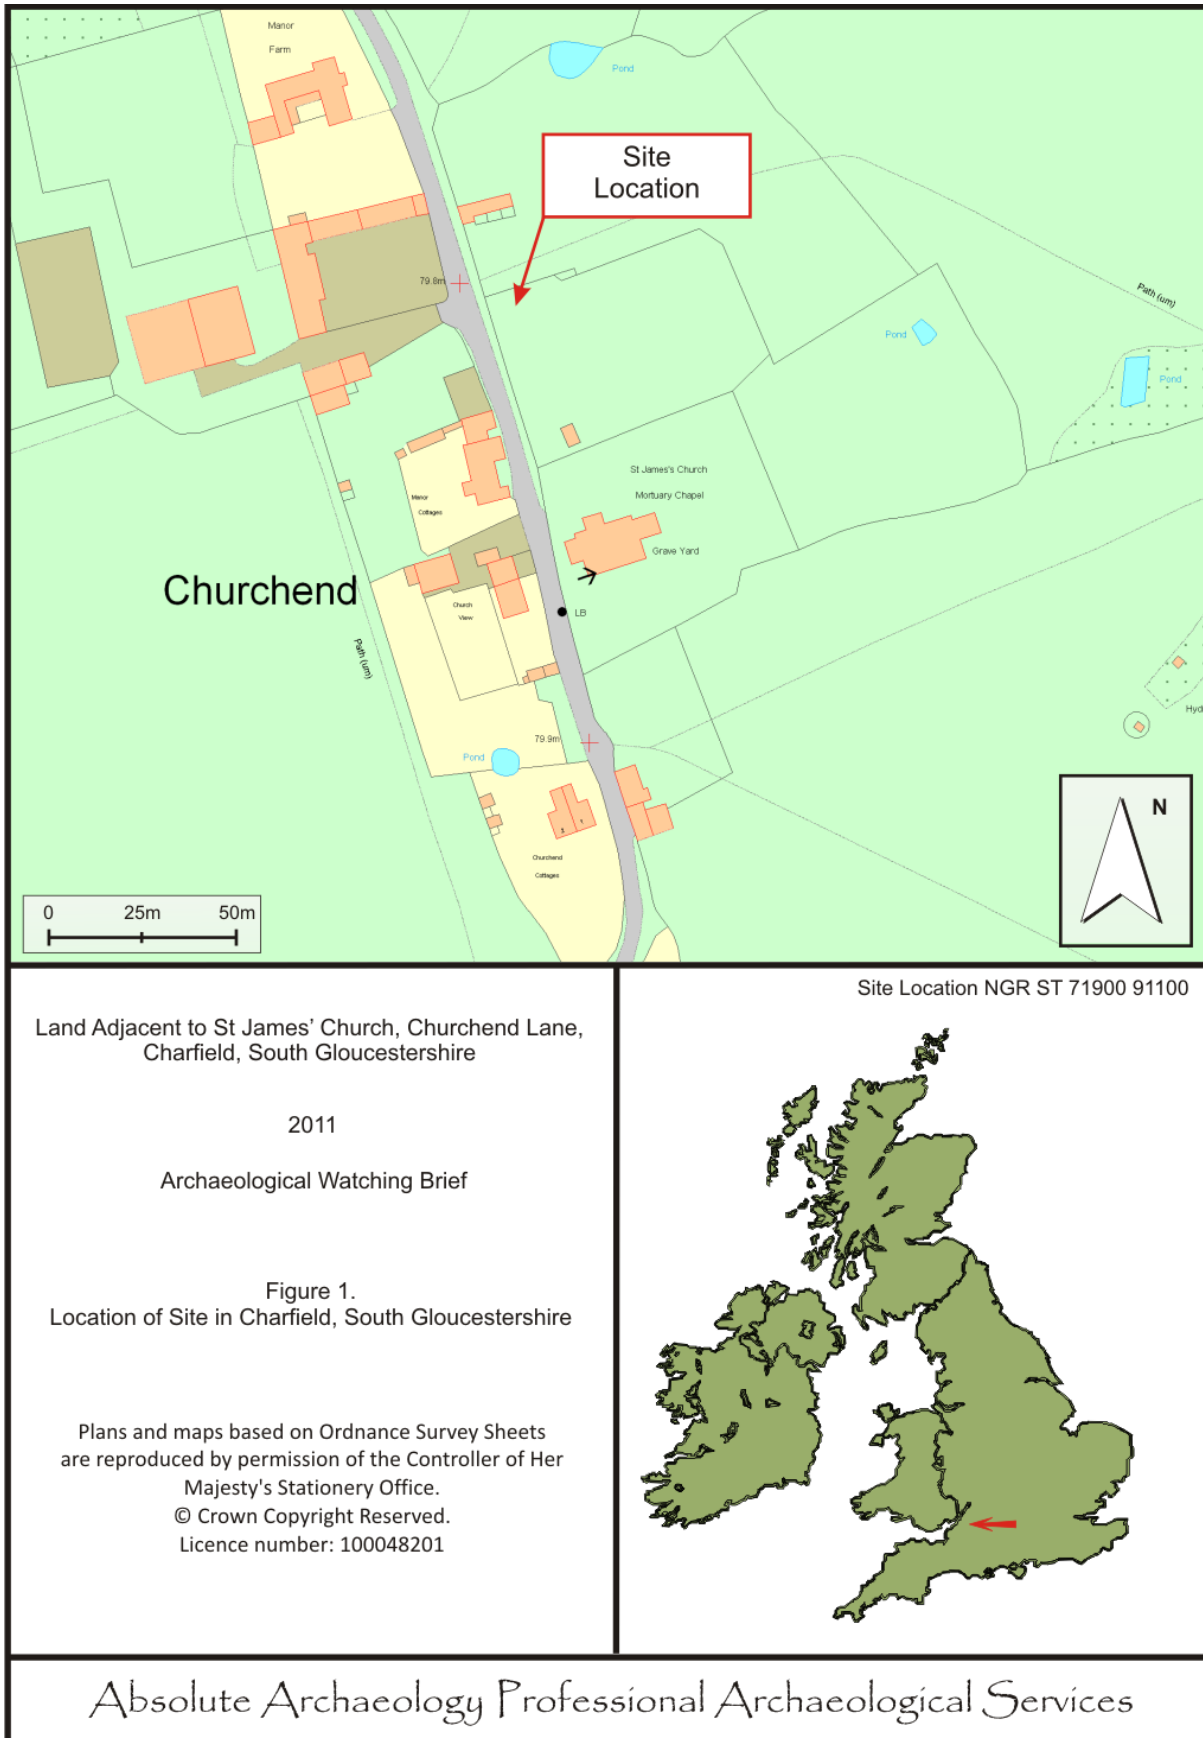 Manor
Farm
Pond
Site
Location
79.8m
Path (um)
Pond
Pond
St James's Church
Mortuary Chapel
Manor
Cottages
Grave Yard
Churchend
Church
View
LB
Path (um)
Hyd
79.9m
Pond
2
1
Churchend
Cottages
N
0 25m 50m
Site Location NGR ST 71900 91100
Land Adjacent to St James' Church, Churchend Lane,
Charfield, South Gloucestershire
2011
Archaeological Watching Brief
Figure 1.
Location of Site in Charfield, South Gloucestershire
Plans and maps based on Ordnance Survey Sheets
are reproduced by permission of the Controller of Her
Majesty's Stationery Office.
© Crown Copyright Reserved.
Licence number: 100048201
Absolute Archaeology Professional Archaeological Services